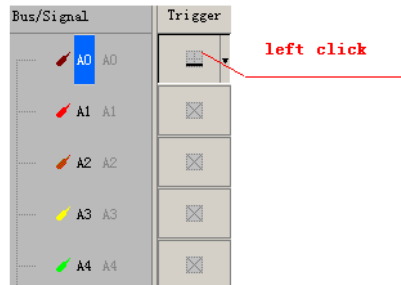 Bus/Signal Trigger
A0 A0 left click
A1 A1
A2 A2
A3 A3
A4 A4